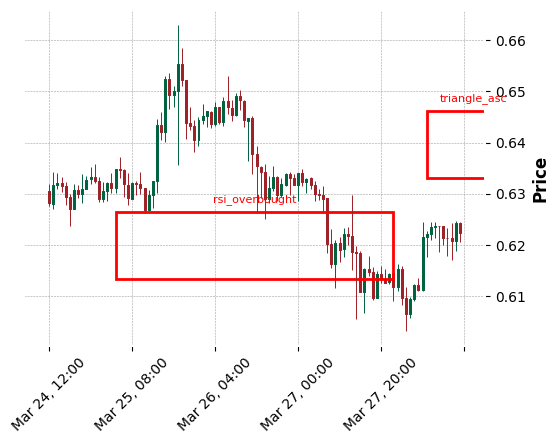 0.66
0.65
triangle_asc
0.64
Price
0.63
rsi_overbought
0.62
0.61
Mar 24, 12:00
Mar 25, 08:00
Mar 26, 04:00
Mar 27, 00:00
Mar 27, 20:00